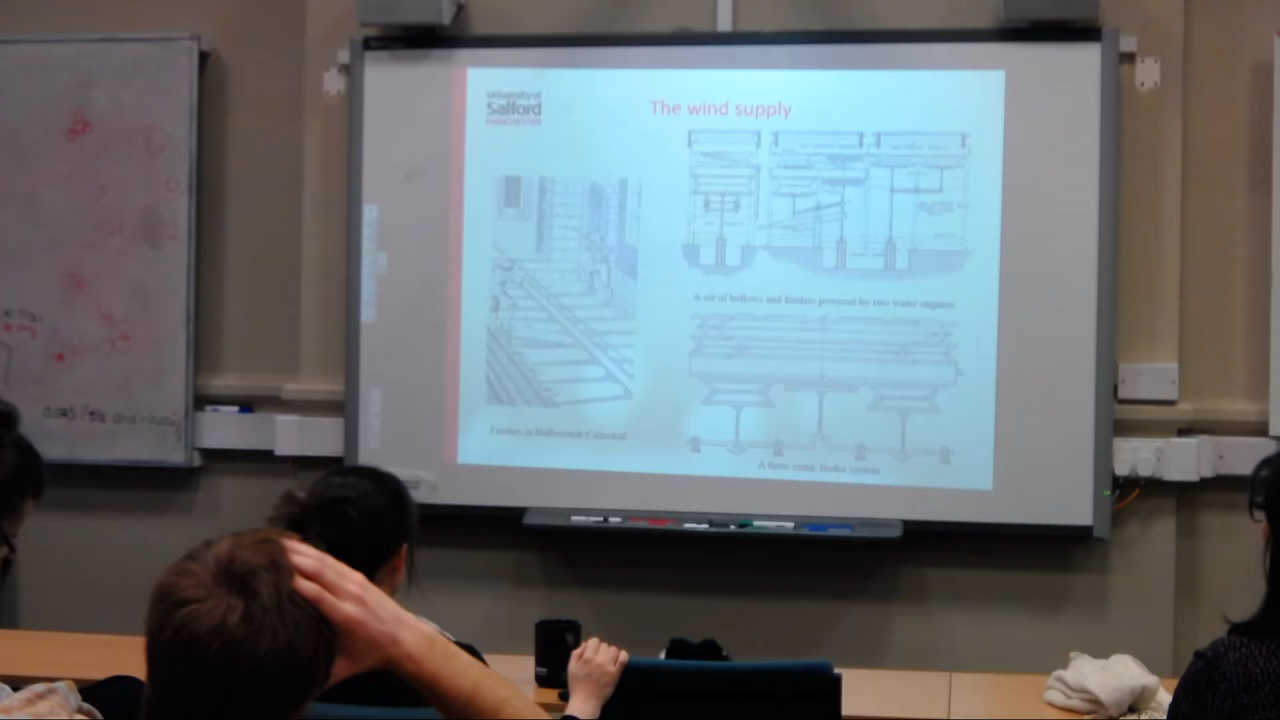 University of
Salford
MANCHESTER
The wind supply
A set of bellows and feeders powered by two water engines
Feeders in Cathedral
A three crank feeder system